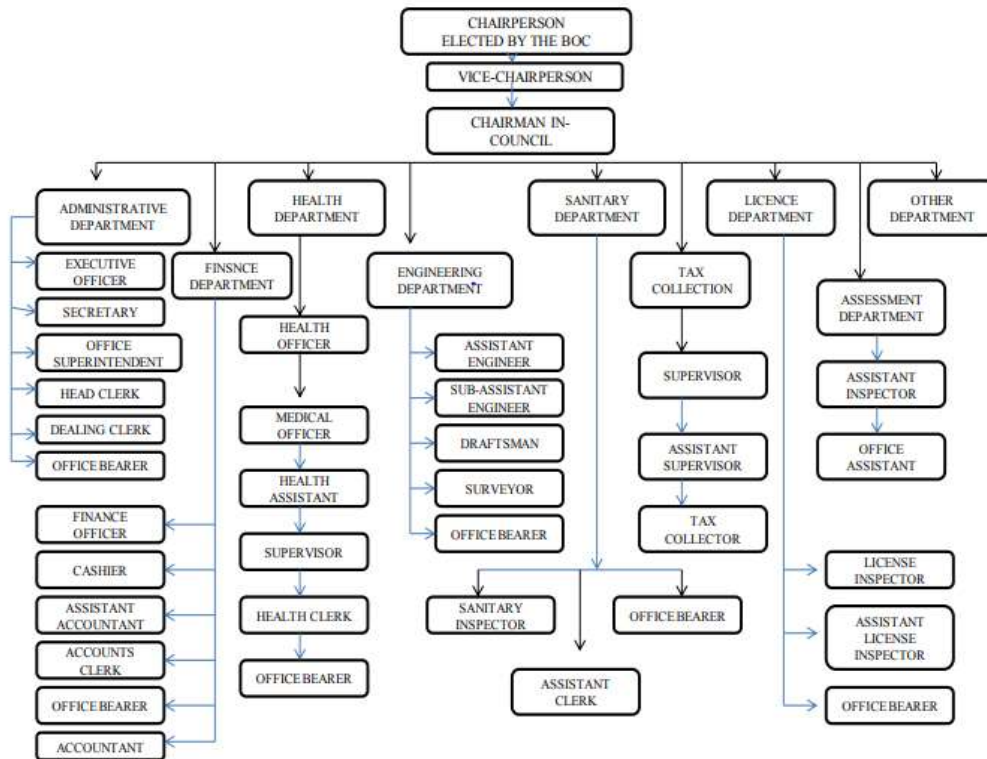 CHAIRPERSON
ELECTED BY THE BOC
VICE-CHAIRPERSON
CHAIRMAN IN-
COUNCIL
ADMINISTRATIVE
DEPARTMENT
HEALTH
DEPARTMENT
SANITARY
DEPARTMENT
LICENCE
DEPARTMENT
OTHER
DEPARTMENT
FINSNCE
DEPARTMENT
ENGINEERING
DEPARTMENT
TAX
COLLECTION
ASSESSMENT
DEPARTMENT
EXECUTIVE
OFFICER
SECRETARY
OFFICE
SUPERINTENDENT
HEAD CLERK
DEALING CLERK
OFFICE BEARER
FINANCE
OFFICER
CASHIER
ASSISTANT
ACCOUNTANT
ACCOUNTS
CLERK
OFFICE BEARER
ACCOUNTANT
HEALTH
OFFICER
MEDICAL
OFFICER
HEALTH
ASSISTANT
SUPERVISOR
HEALTH CLERK
OFFICE BEARER
ASSISTANT
ENGINEER
SUB-ASSISTANT
ENGINEER
DRAFTSMAN
SURVEYOR
OFFICE BEARER
SANITARY
INSPECTOR
ASSISTANT
CLERK
OFFICE BEARER
SUPERVISOR
ASSISTANT
SUPERVISOR
TAX
COLLECTOR
LICENSE
INSPECTOR
ASSISTANT
LICENSE
INSPECTOR
OFFICE BEARER
ASSISTANT
INSPECTOR
OFFICE
ASSISTANT